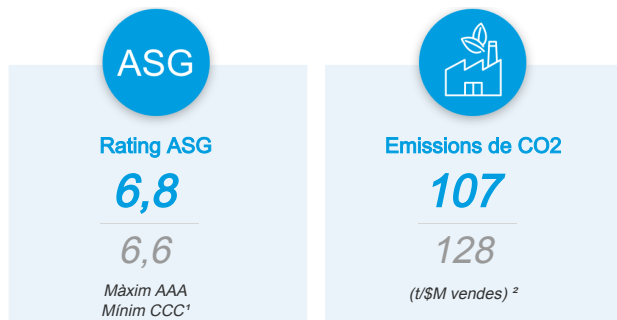 ASG
Rating ASG
6,8
6,6
Màxim AAA
Mínim CCC¹
Emissions de CO2
107
128
(t/$M vendes) ²